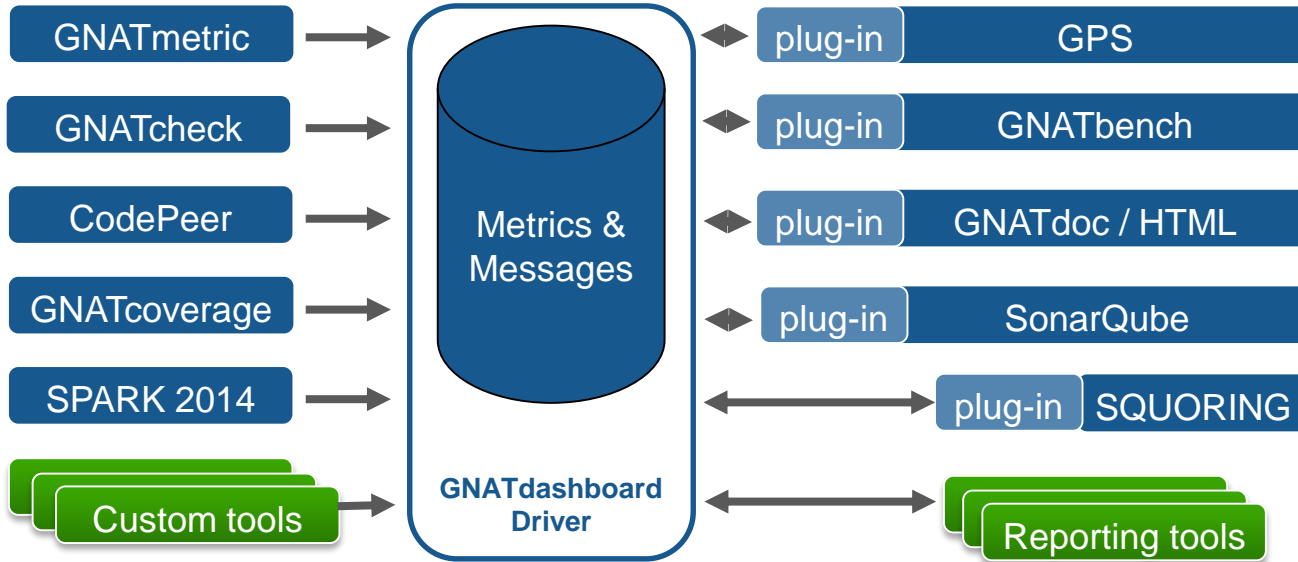 GNATmetric
GNATcheck
CodePeer
GNATcoverage
SPARK 2014
Custom tools
Metrics &
Messages
GNATdashboard
Driver
plug-in GPS
plug-in GNATbench
plug-in GNATdoc / HTML
plug-in SonarQube
plug-in SQUORING
Reporting tools